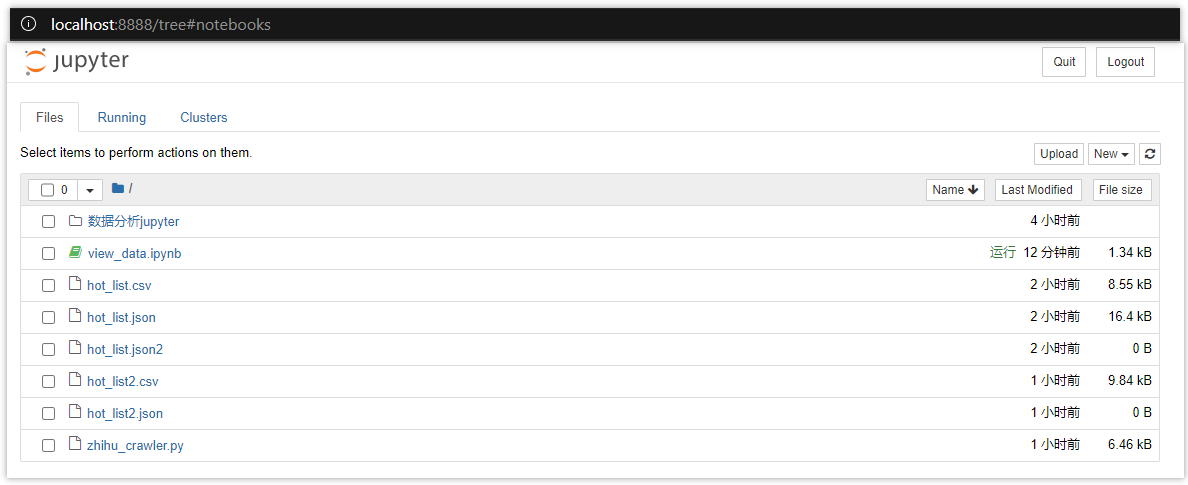 localhost:8888/tree#notebooks
jupyter Quit Logout
Files Running Clusters
Select items to perform actions on them. Upload New
0 / Name Last Modified File size
数据分析jupyter 4 小时前
view_data.ipynb 运行 12 分钟前 1.34 kB
hot_list.csv 2 小时前 8.55 kB
hot_list.json 2 小时前 16.4 kB
hot_list.json2 2 小时前 0 B
hot_list2.csv 1 小时前 9.84 kB
hot_list2.json 1 小时前 0 B
zhihu_crawler.py 1 小时前 6.46 kB